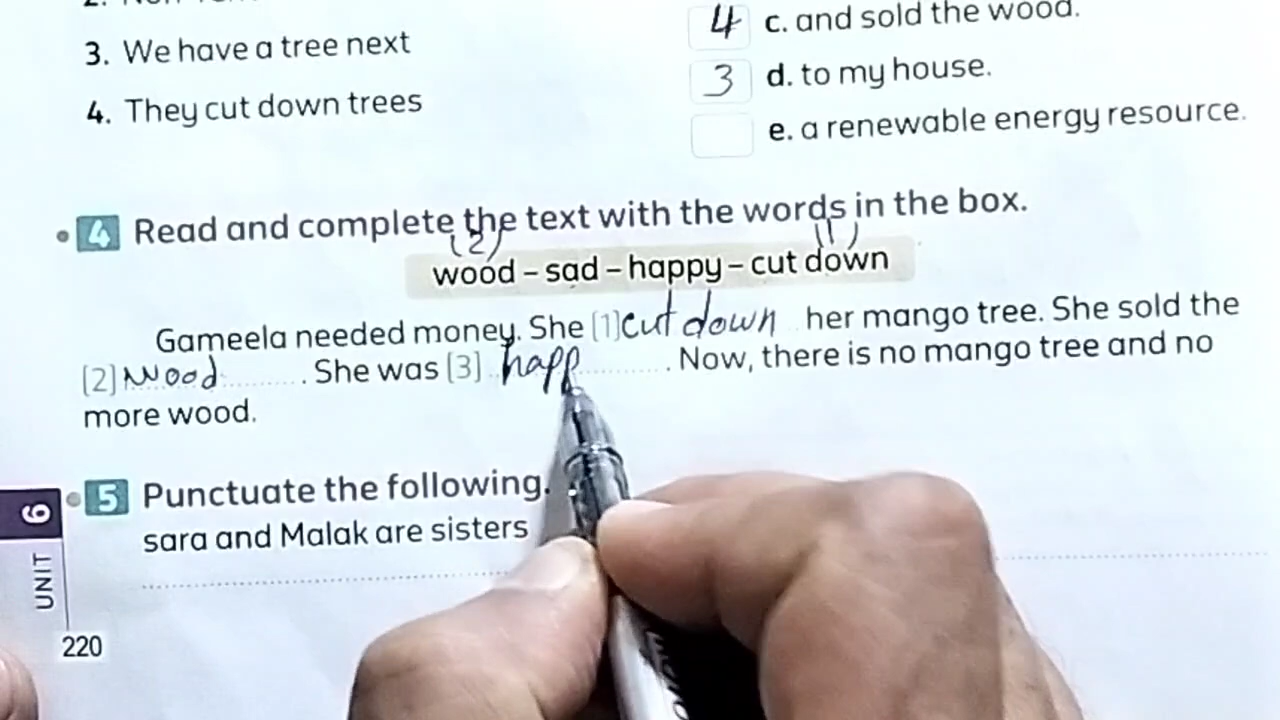 2.
4 c. and sold the wood.
3. We have a tree next
3 d. to my house.
4. They cut down trees
e. a renewable energy resource.
4 Read and complete the text with the words in the box.
(2) (1)
wood – sad – happy – cut down
Gameela needed money. She [1] cut down her mango tree. She sold the
[2] wood . She was [3] happ . Now, there is no mango tree and no
more wood.
5 Punctuate the following.
sara and Malak are sisters
UNIT 6
220